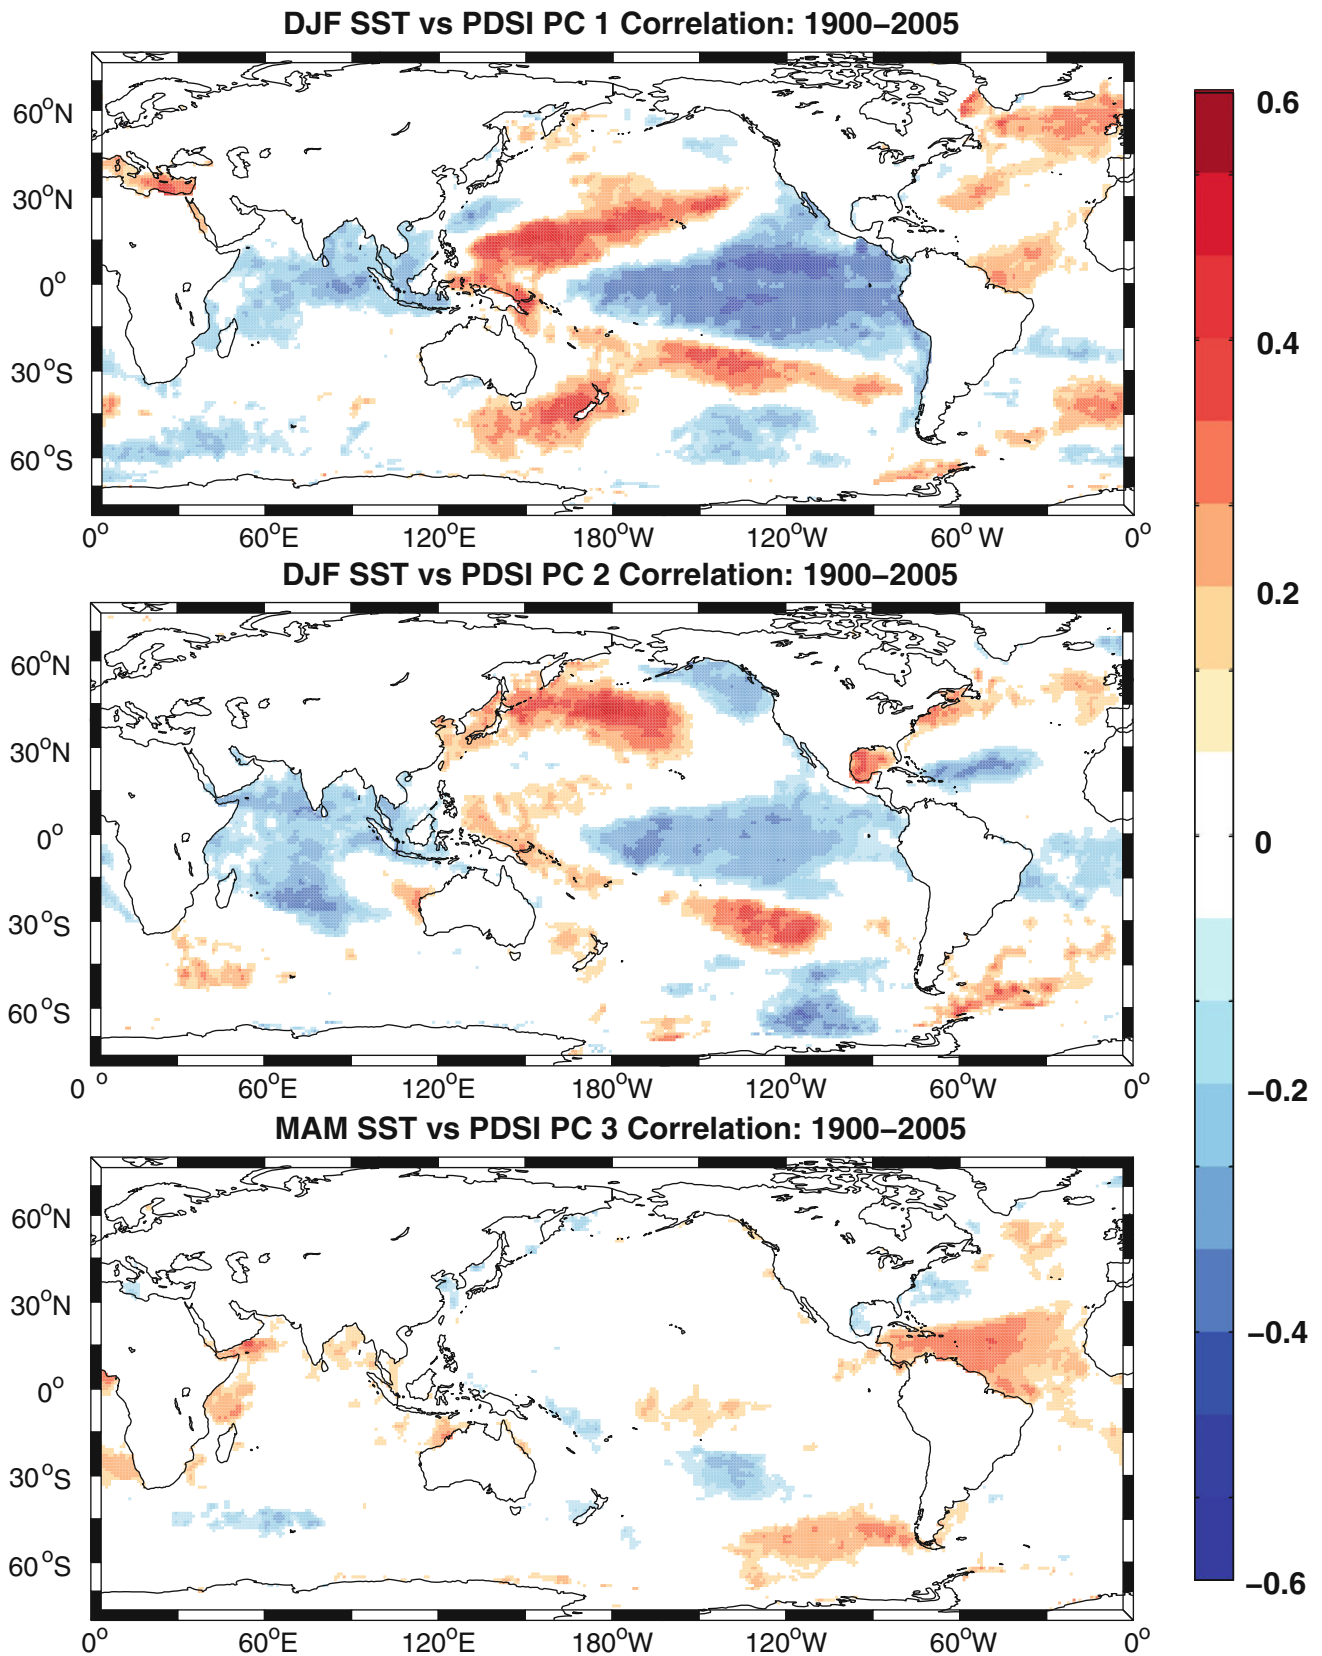 DJF SST vs PDSI PC 1 Correlation: 1900−2005
60°N
30°N
0°
30°S
60°S
0° 60°E 120°E 180°W 120°W 60°W 0°
DJF SST vs PDSI PC 2 Correlation: 1900−2005
60°N
30°N
0°
30°S
60°S
0° 60°E 120°E 180°W 120°W 60°W 0°
MAM SST vs PDSI PC 3 Correlation: 1900−2005
60°N
30°N
0°
30°S
60°S
0° 60°E 120°E 180°W 120°W 60°W 0°
0.6
0.4
0.2
0
−0.2
−0.4
−0.6